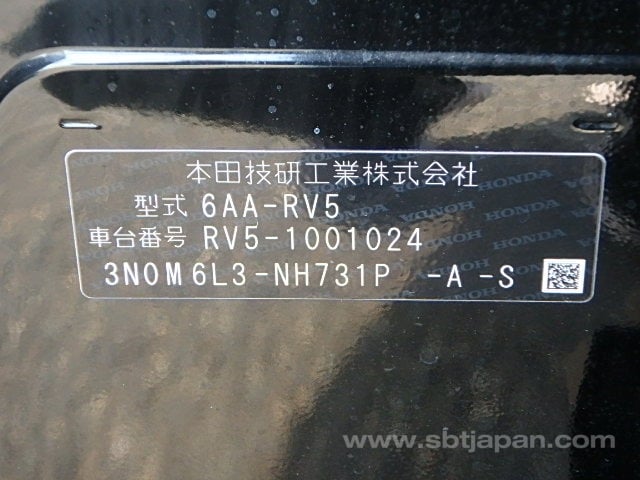 本田技研工業株式会社
型式 6AA-RV5
車台番号 RV5-1001024
3N0M6L3-NH731P -A -S
www.sbtjapan.com